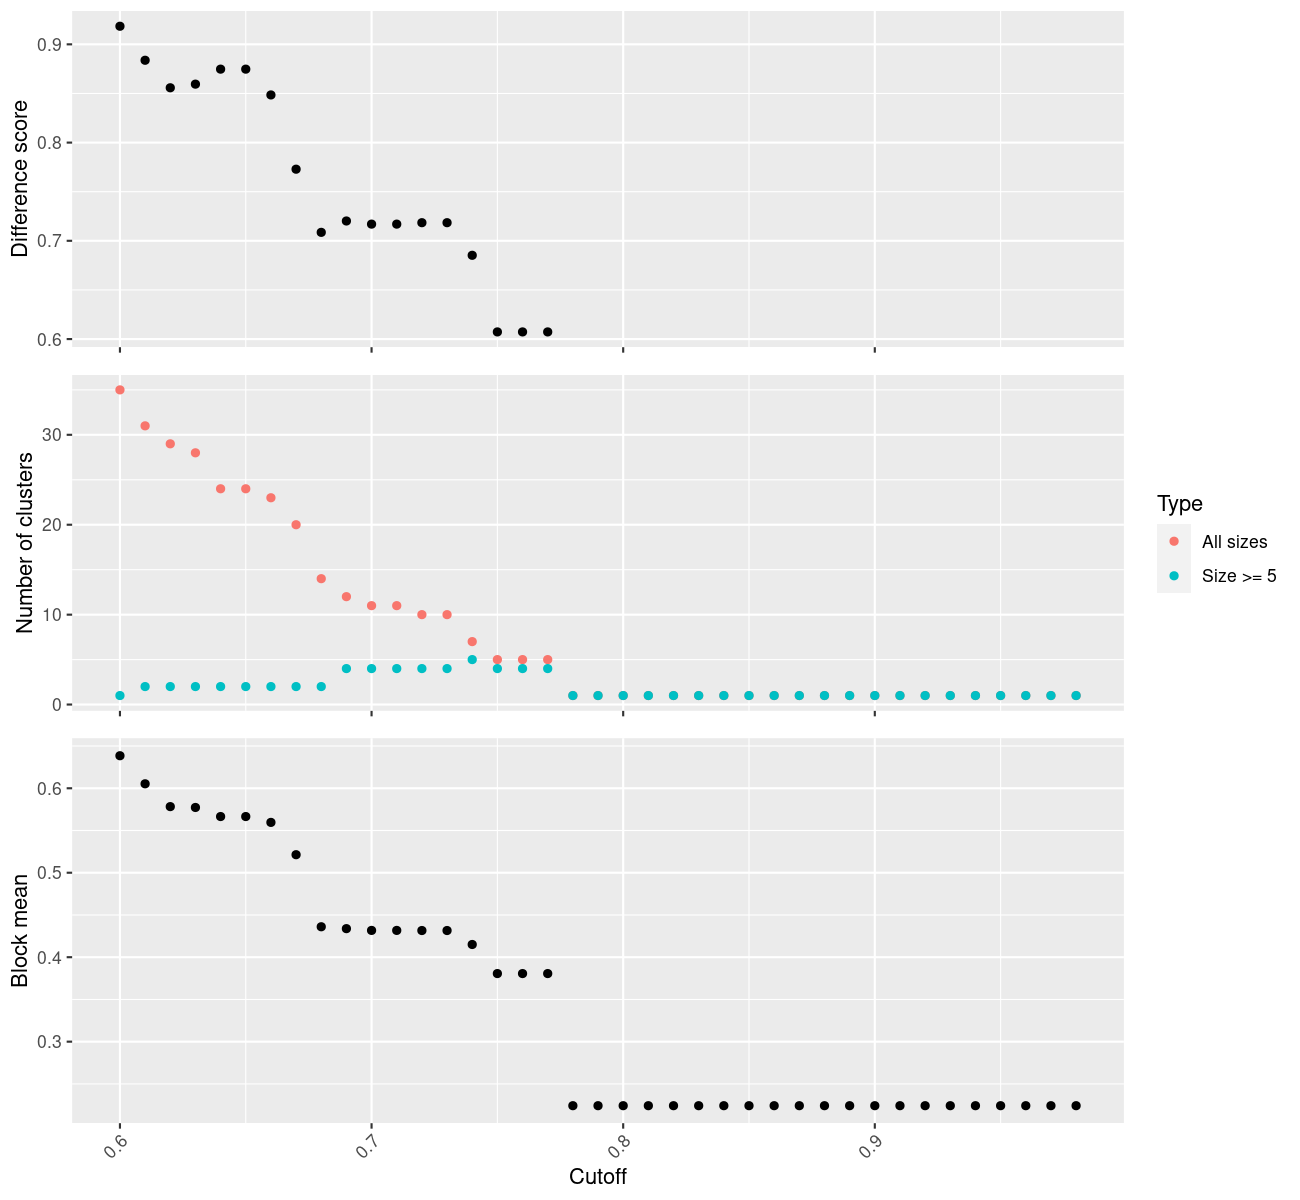 Difference score
0.9
0.8
0.7
0.6
Number of clusters
30
20
10
0
Type
All sizes
Size >= 5
Block mean
0.6
0.5
0.4
0.3
0.6
0.7
0.8
0.9
Cutoff